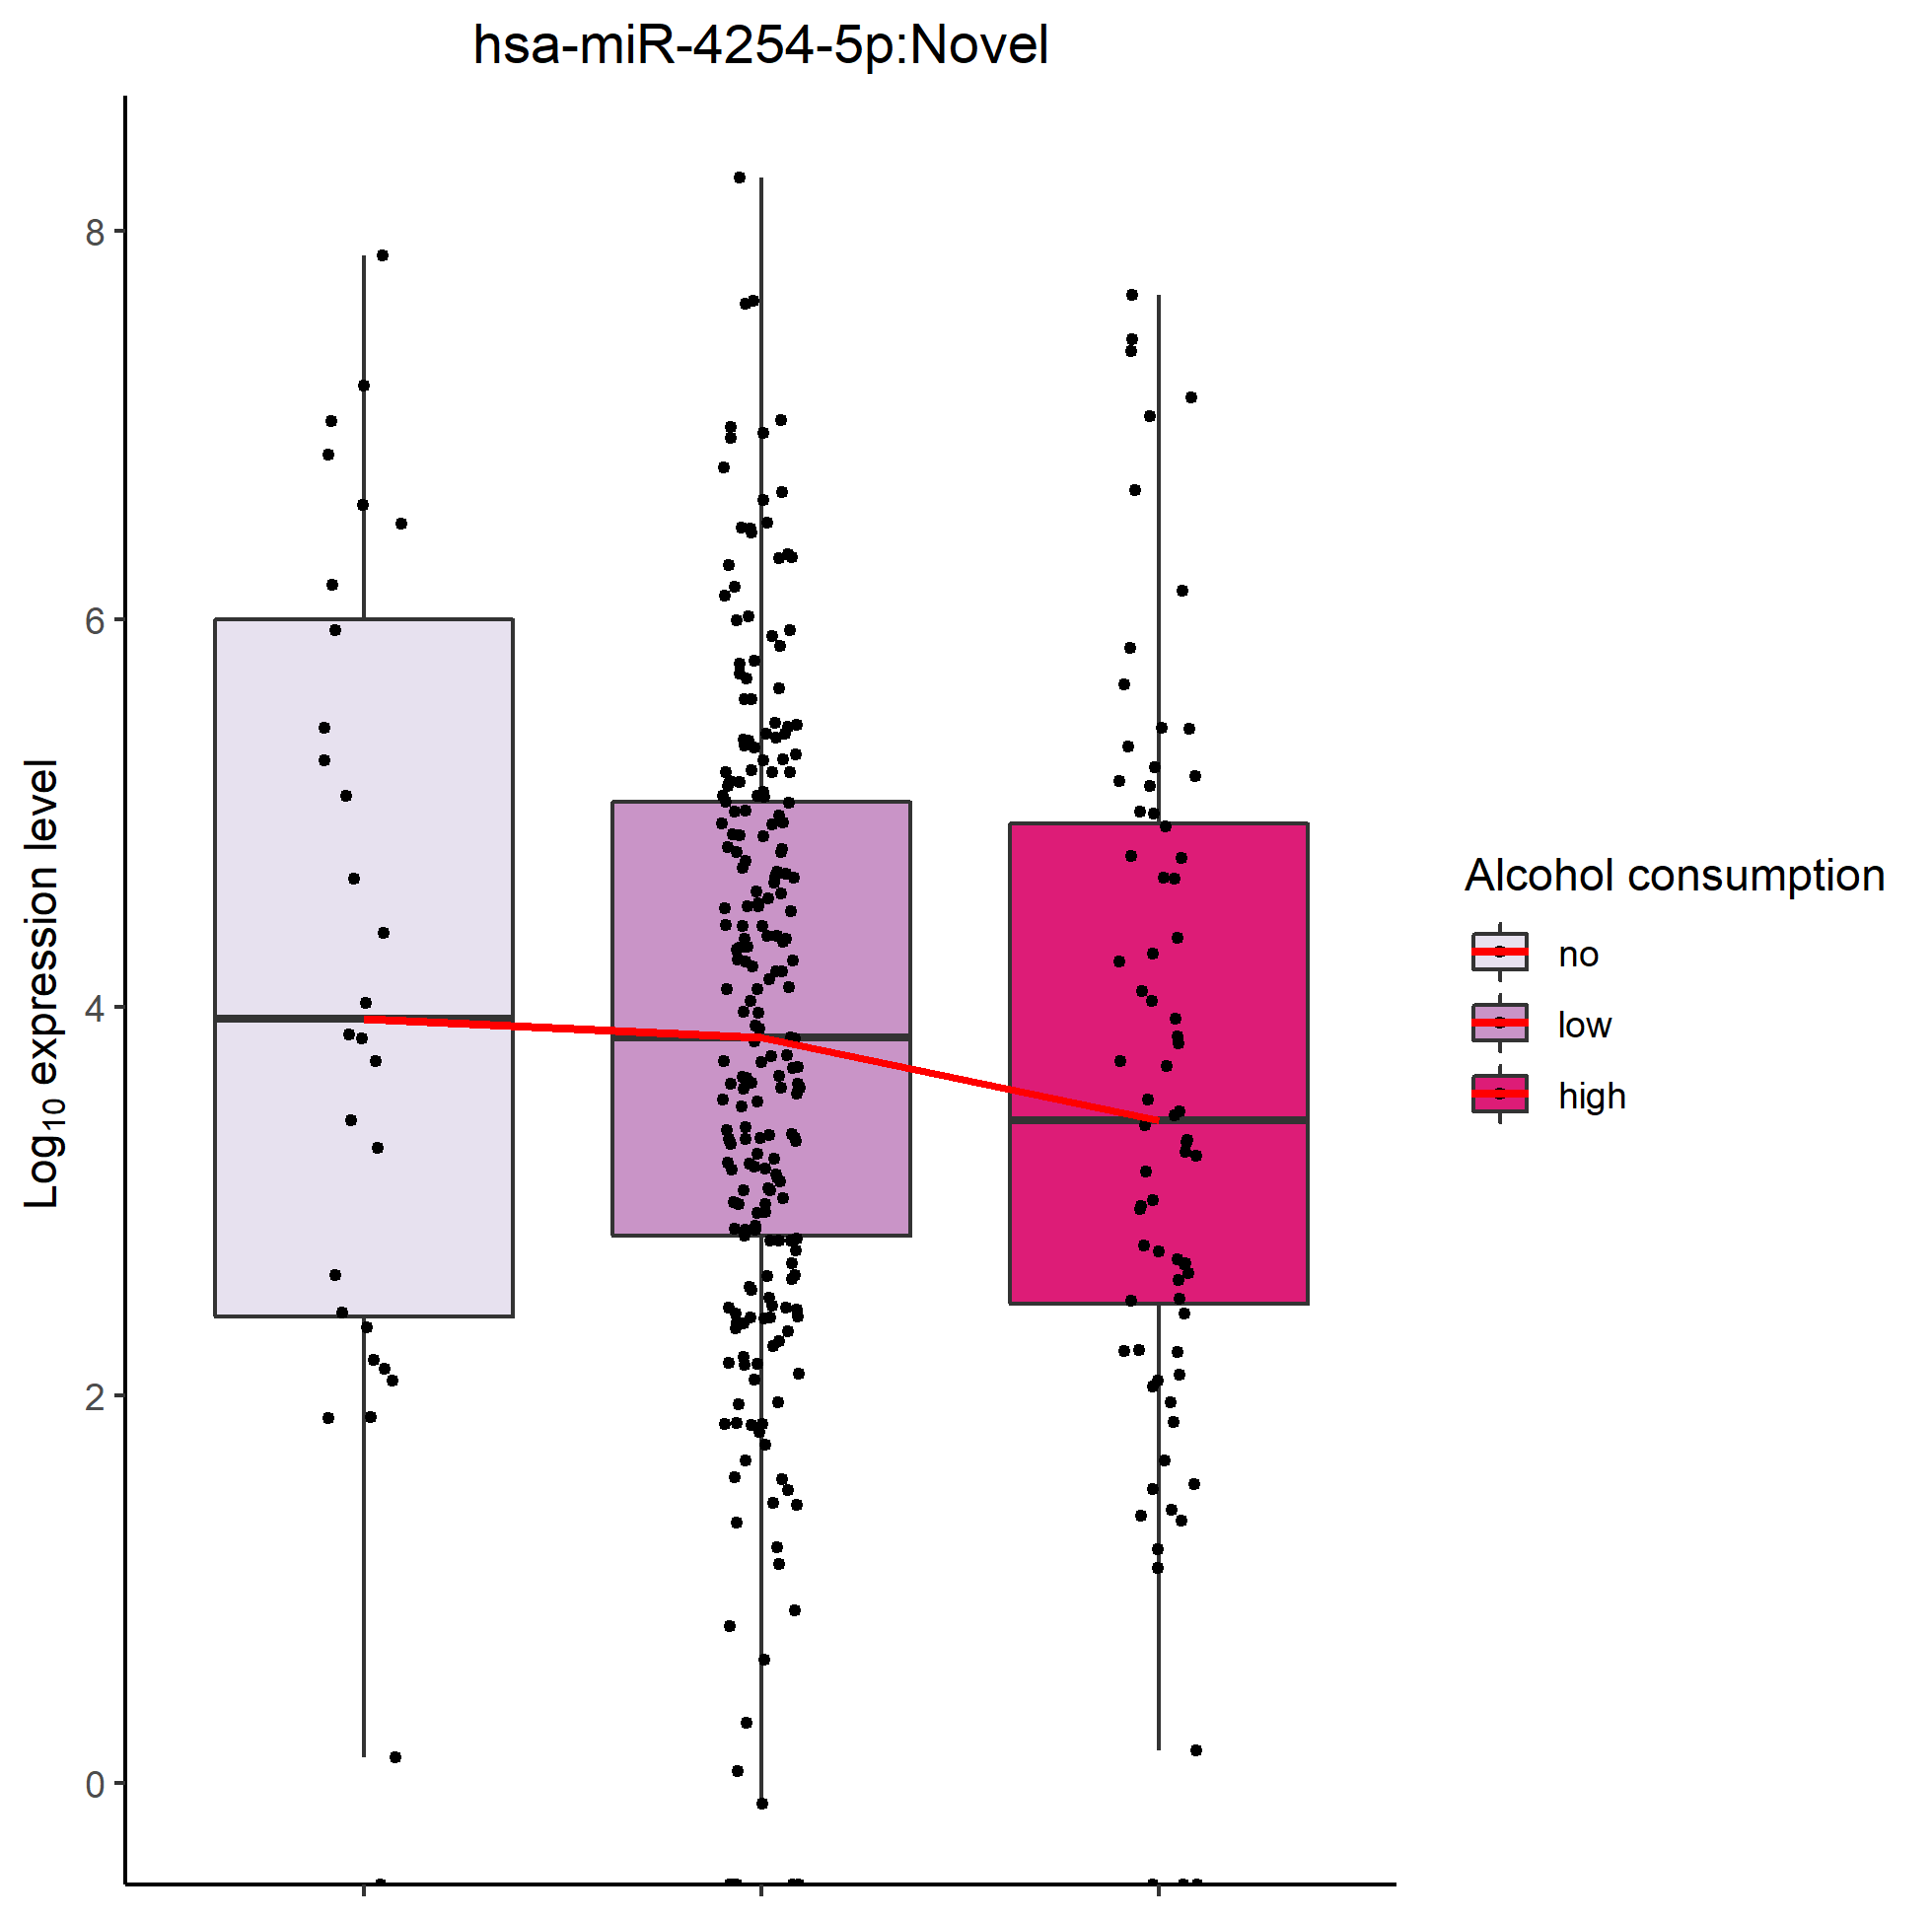 hsa-miR-4254-5p:Novel
8
6
4
2
0
Log10 expression level
Alcohol consumption
no
low
high